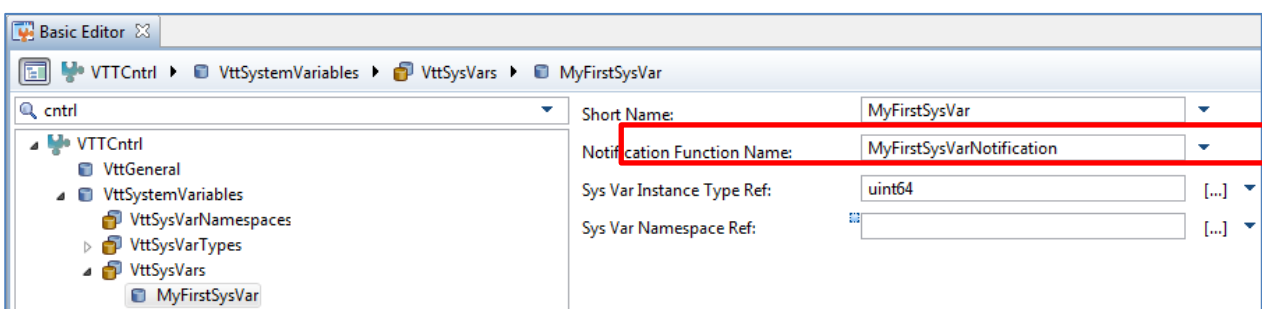 Basic Editor
VTTCntrl VttSystemVariables VttSysVars MyFirstSysVar
cntrl
VTTCntrl
VttGeneral
VttSystemVariables
VttSysVarNamespaces
VttSysVarTypes
VttSysVars
MyFirstSysVar
Short Name: MyFirstSysVar
Notification Function Name: MyFirstSysVarNotification
Sys Var Instance Type Ref: uint64 [...]
Sys Var Namespace Ref: [...]